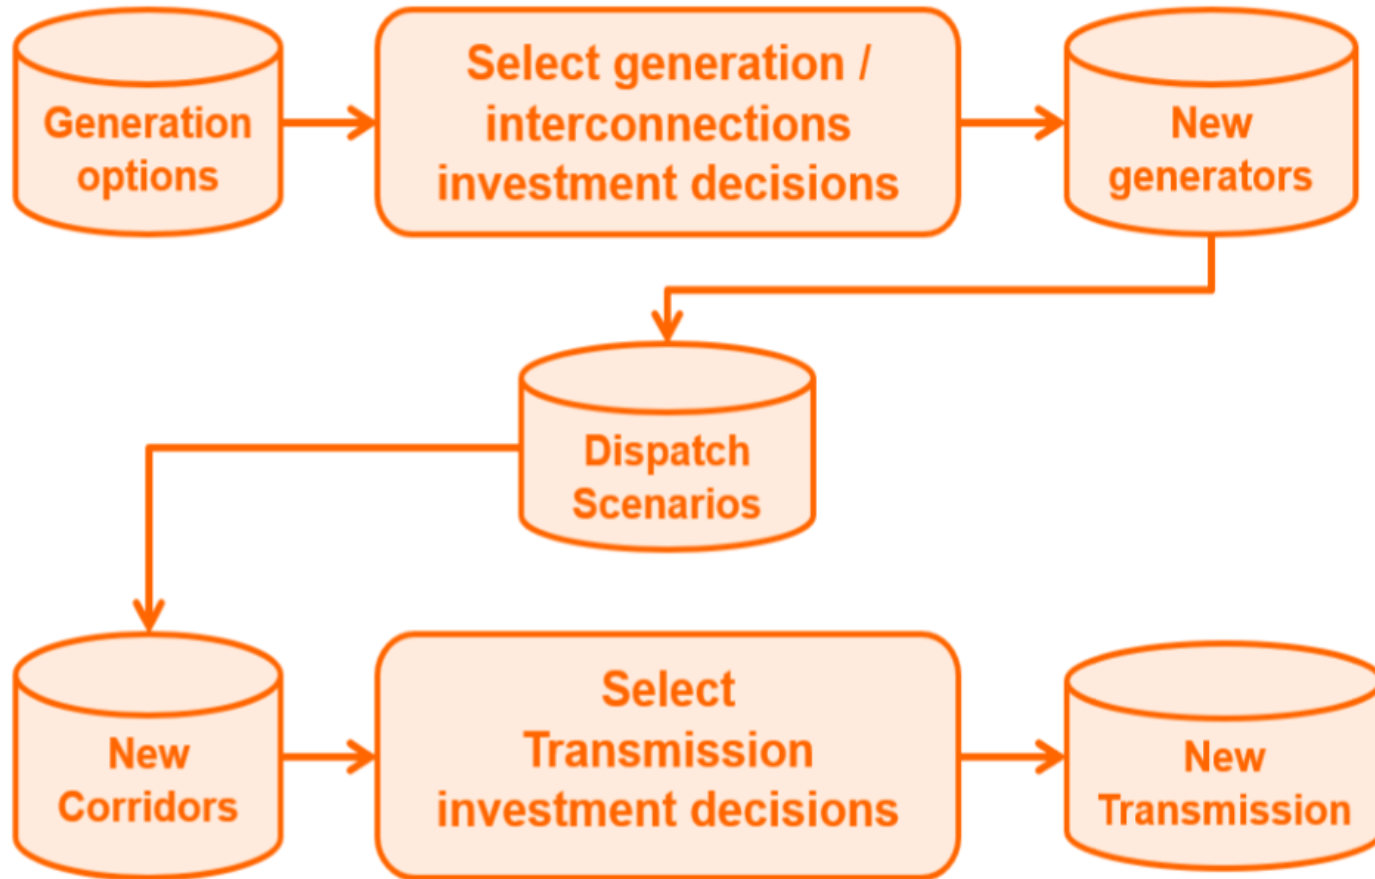 Generation
options
Select generation /
interconnections
investment decisions
New
generators
Dispatch
Scenarios
New
Corridors
Select
Transmission
investment decisions
New
Transmission